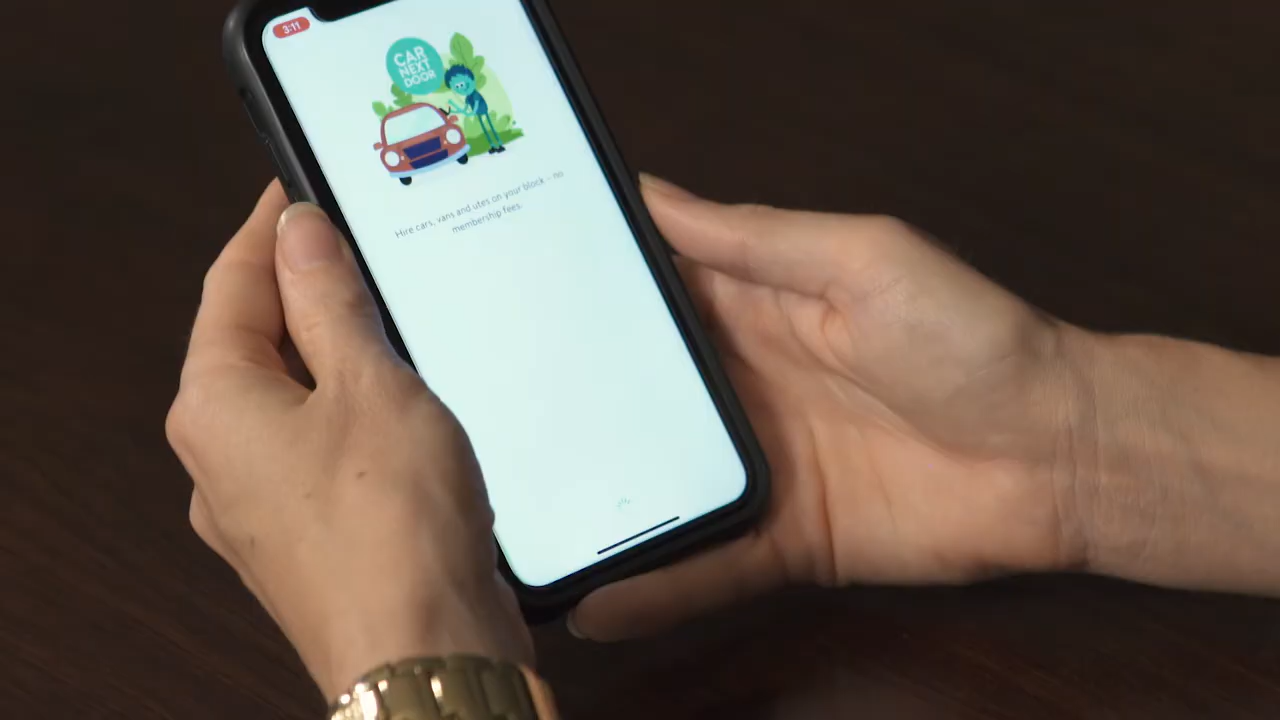 3:11
CAR
NEXT
DOOR
Hire cars, vans and utes on your block – no
membership fees.